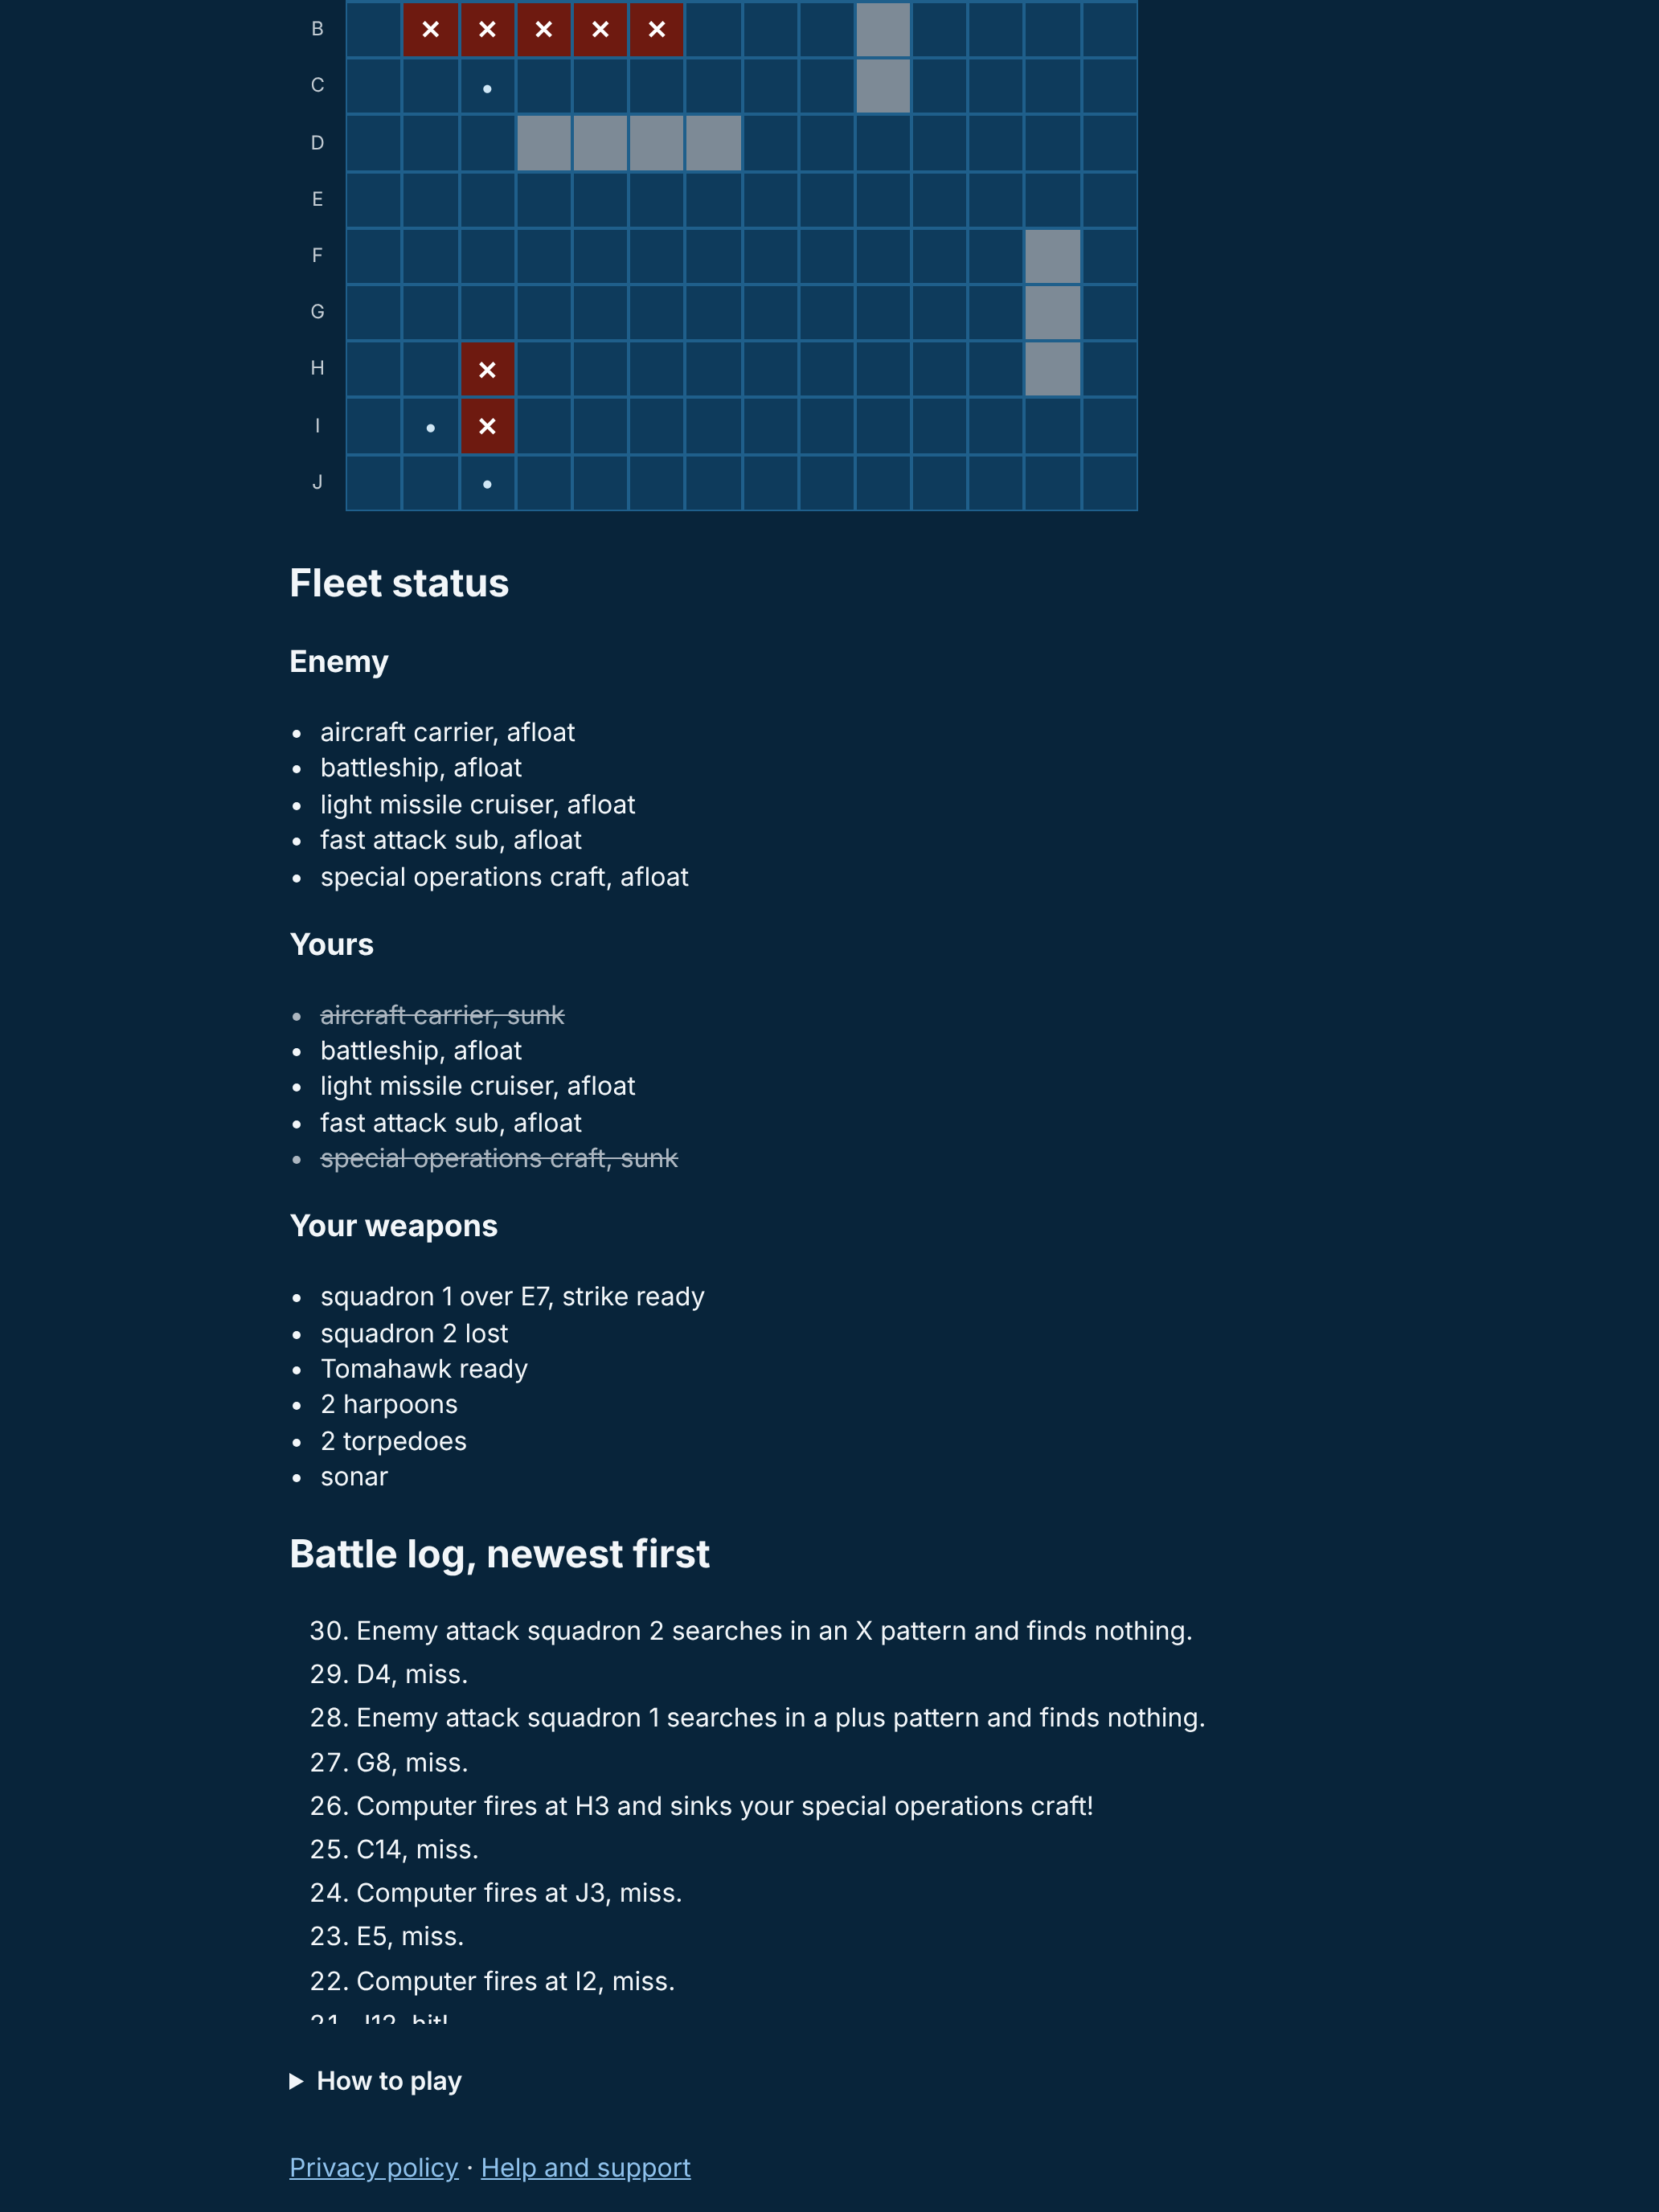 B × × × × ×
C •
D
E
F
G
H ×
I • ×
J •
Fleet status
Enemy
• aircraft carrier, afloat
• battleship, afloat
• light missile cruiser, afloat
• fast attack sub, afloat
• special operations craft, afloat
Yours
• aircraft carrier, sunk
• battleship, afloat
• light missile cruiser, afloat
• fast attack sub, afloat
• special operations craft, sunk
Your weapons
• squadron 1 over E7, strike ready
• squadron 2 lost
• Tomahawk ready
• 2 harpoons
• 2 torpedoes
• sonar
Battle log, newest first
30. Enemy attack squadron 2 searches in an X pattern and finds nothing.
29. D4, miss.
28. Enemy attack squadron 1 searches in a plus pattern and finds nothing.
27. G8, miss.
26. Computer fires at H3 and sinks your special operations craft!
25. C14, miss.
24. Computer fires at J3, miss.
23. E5, miss.
22. Computer fires at I2, miss.
21. hit!
▶ How to play
Privacy policy · Help and support